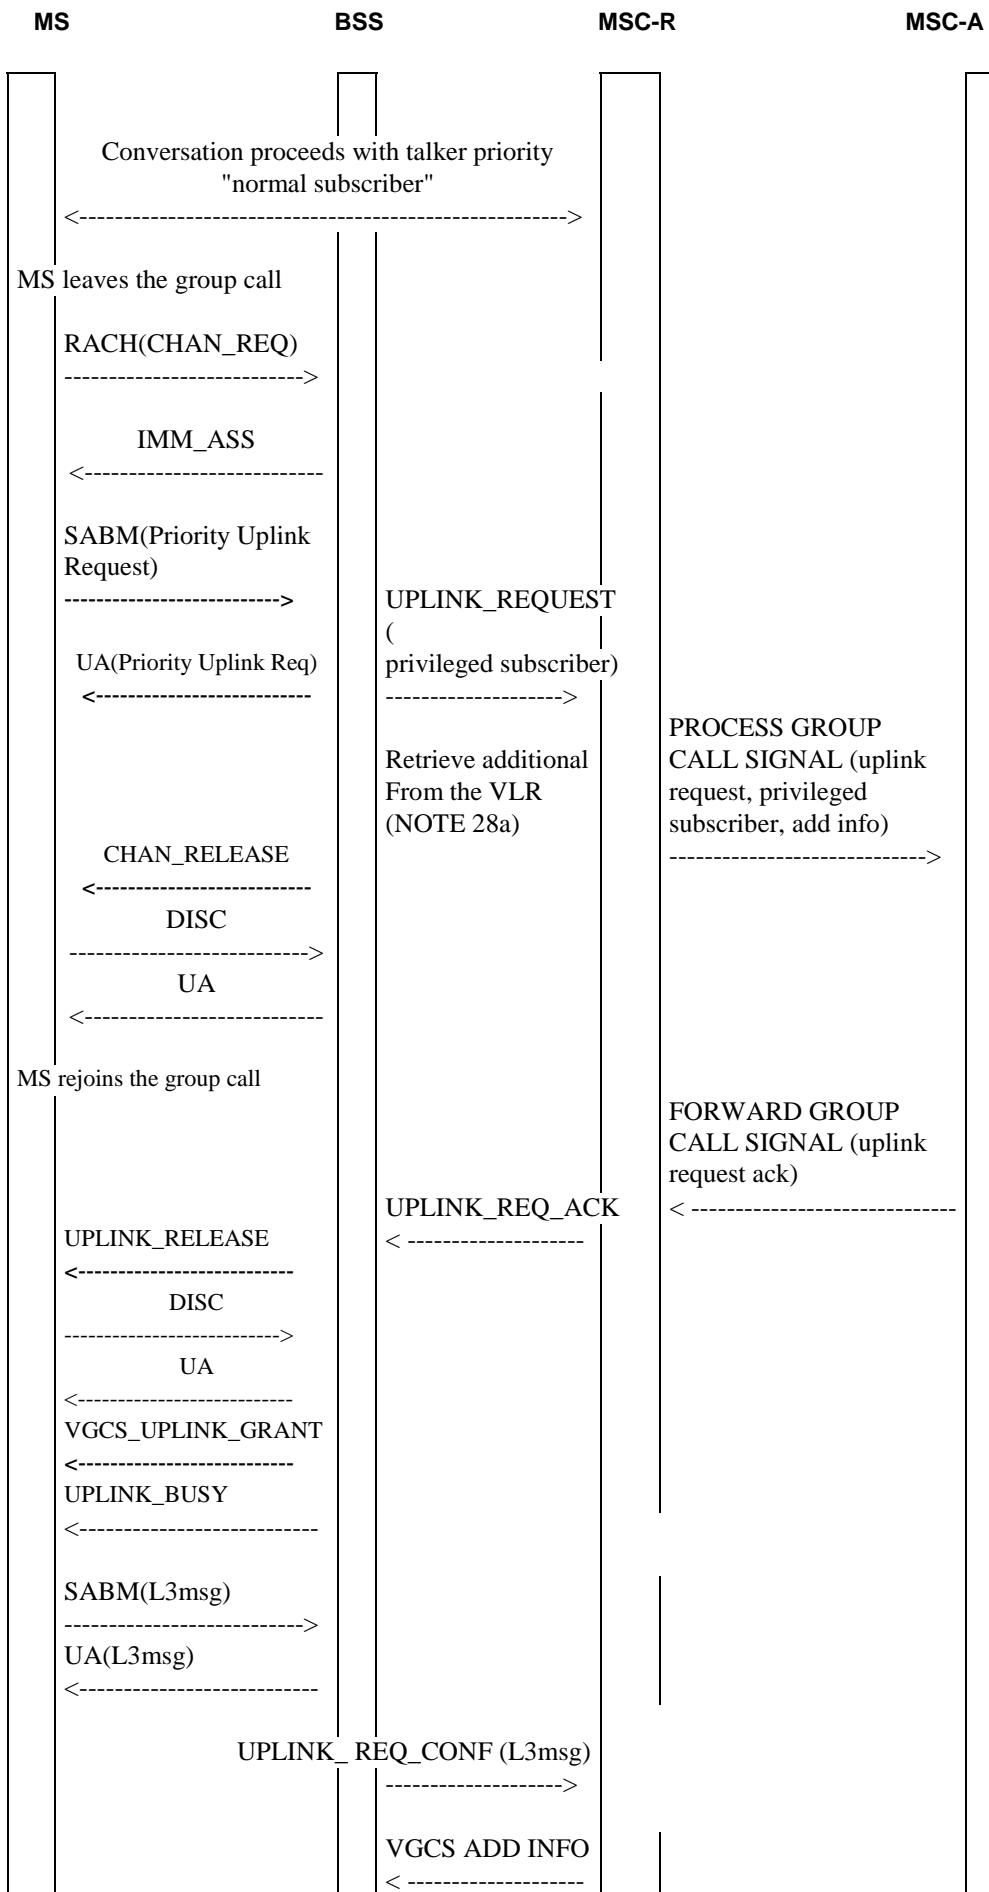 MS BSS MSC-R MSC-A
Conversation proceeds with talker priority
"normal subscriber"
<------------------------------------------------------>
MS leaves the group call
RACH(CHAN_REQ)
--------------------------->
IMM_ASS
<---------------------------
SABM(Priority Uplink
Request)
--------------------------->
UPLINK_REQUEST
(
privileged subscriber)
-------------------->
UA(Priority Uplink Req)
<---------------------------
PROCESS GROUP
CALL SIGNAL (uplink
request, privileged
subscriber, add info)
----------------------------->
Retrieve additional
From the VLR
(NOTE 28a)
CHAN_RELEASE
<---------------------------
DISC
--------------------------->
UA
<---------------------------
MS rejoins the group call
FORWARD GROUP
CALL SIGNAL (uplink
request ack)
< ------------------------------
UPLINK_REQ_ACK
< --------------------
UPLINK_RELEASE
<---------------------------
DISC
--------------------------->
UA
<---------------------------
VGCS_UPLINK_GRANT
<---------------------------
UPLINK_BUSY
<---------------------------
SABM(L3msg)
--------------------------->
UA(L3msg)
<---------------------------
UPLINK_ REQ_CONF (L3msg)
-------------------->
VGCS ADD INFO
< --------------------